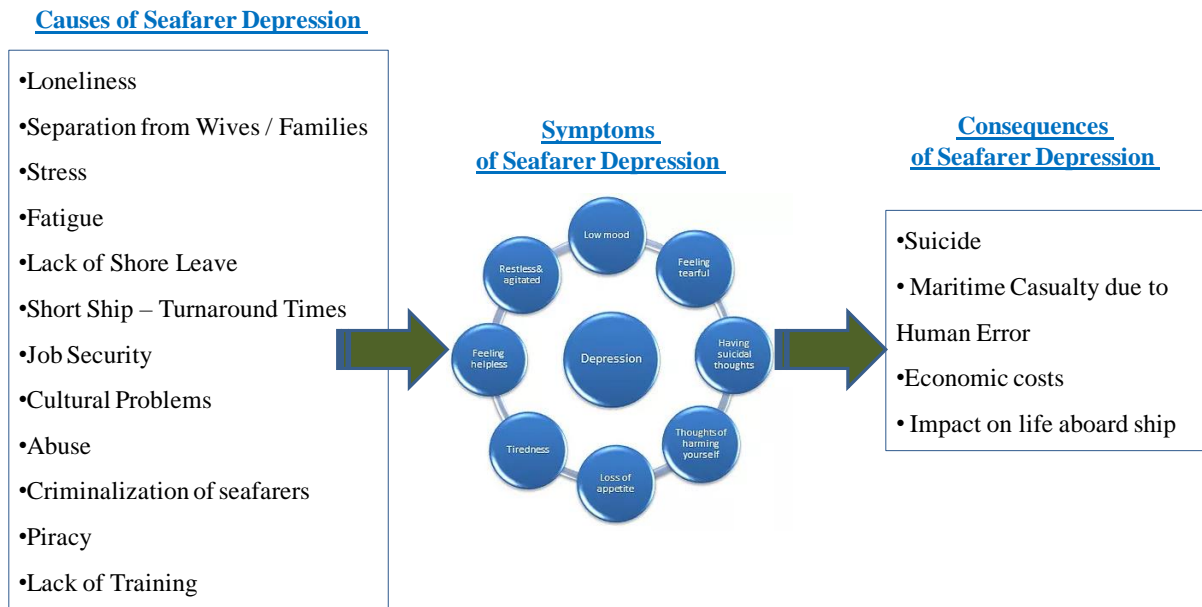 Causes of Seafarer Depression
•Loneliness
•Separation from Wives / Families
•Stress
•Fatigue
•Lack of Shore Leave
•Short Ship – Turnaround Times
•Job Security
•Cultural Problems
•Abuse
•Criminalization of seafarers
•Piracy
•Lack of Training
Symptoms
of Seafarer Depression
Low mood
Feeling
tearful
Having
suicidal
thoughts
Thoughts of
harming
yourself
Loss of
appetite
Tiredness
Feeling
helpless
Restless&
agitated
Depression
Consequences
of Seafarer Depression
•Suicide
• Maritime Casualty due to
Human Error
•Economic costs
• Impact on life aboard ship